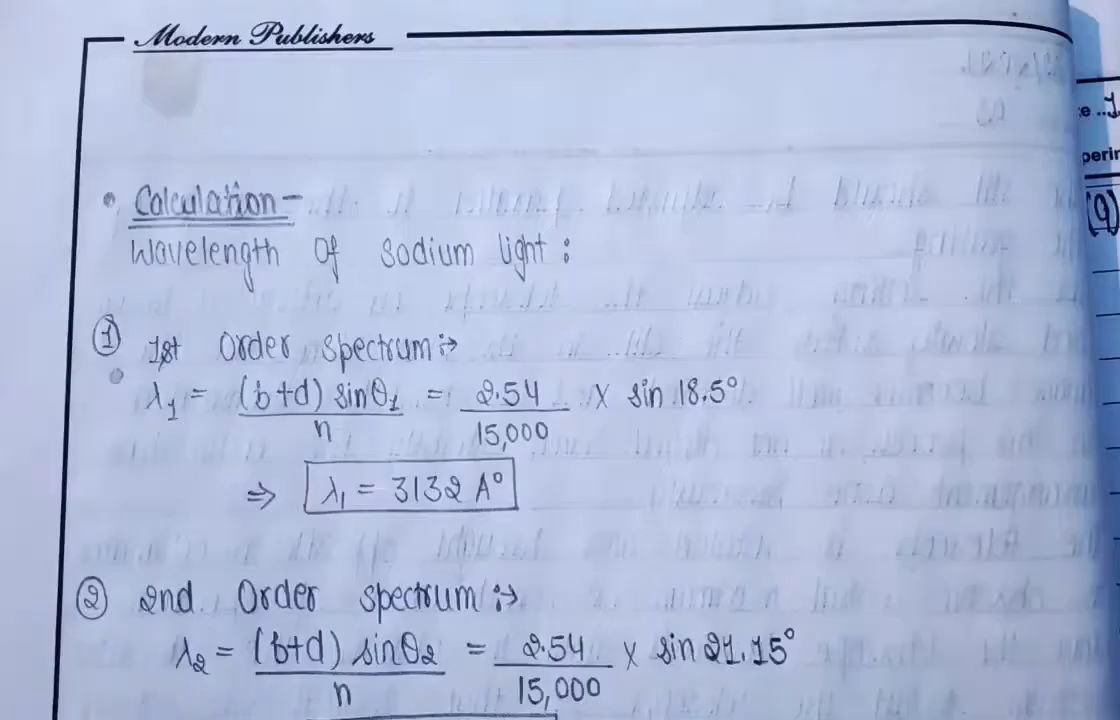 Modern Publishers
• Calculation –
Wavelength of sodium light :
① 1st Order spectrum :→
λ₁ = (b+d) sinθ₁ / n = 2.54 / 15,000 × sin 18.5°
⇒ λ₁ = 3132 A°
② 2nd Order spectrum :→
λ₂ = (b+d) sinθ₂ / n = 2.54 / 15,000 × sin 21.15°
(9)